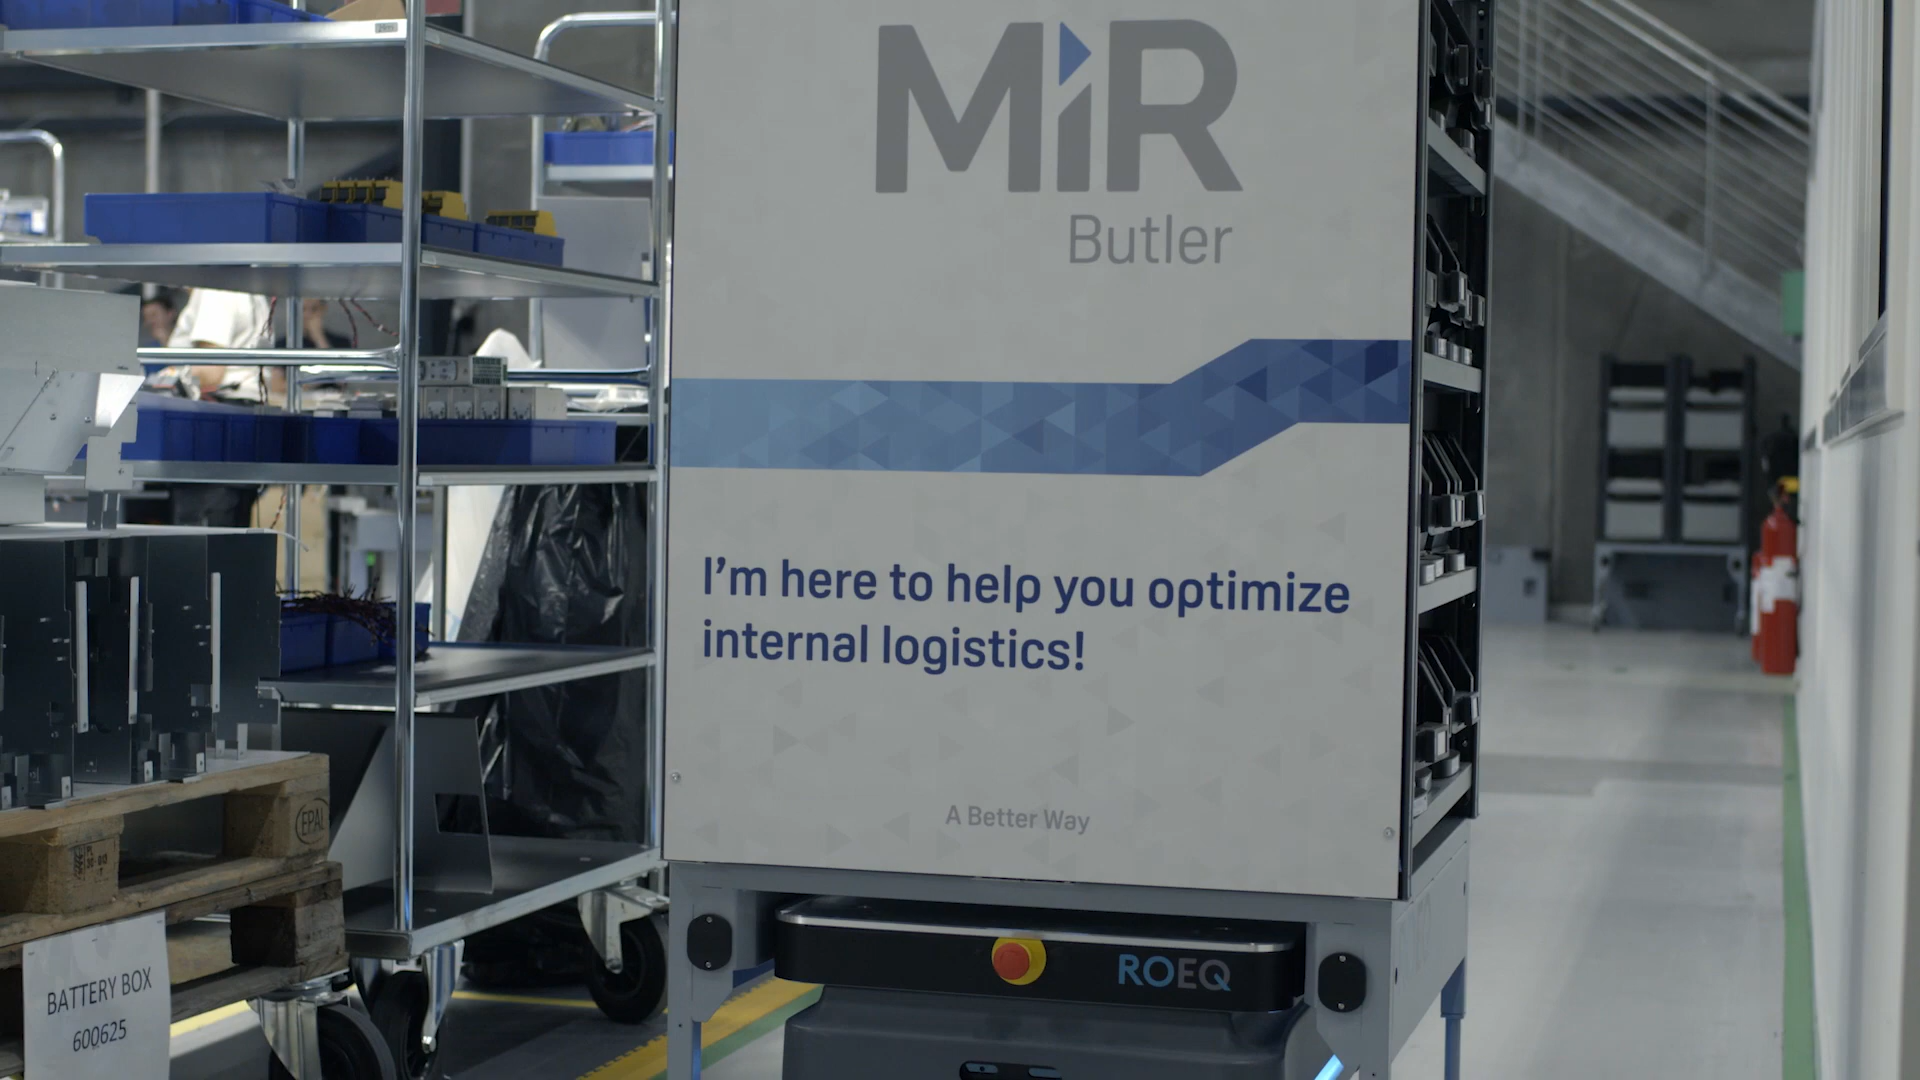 MiR
Butler
I'm here to help you optimize
internal logistics!
A Better Way
ROEQ
EPAL
BATTERY BOX
600625